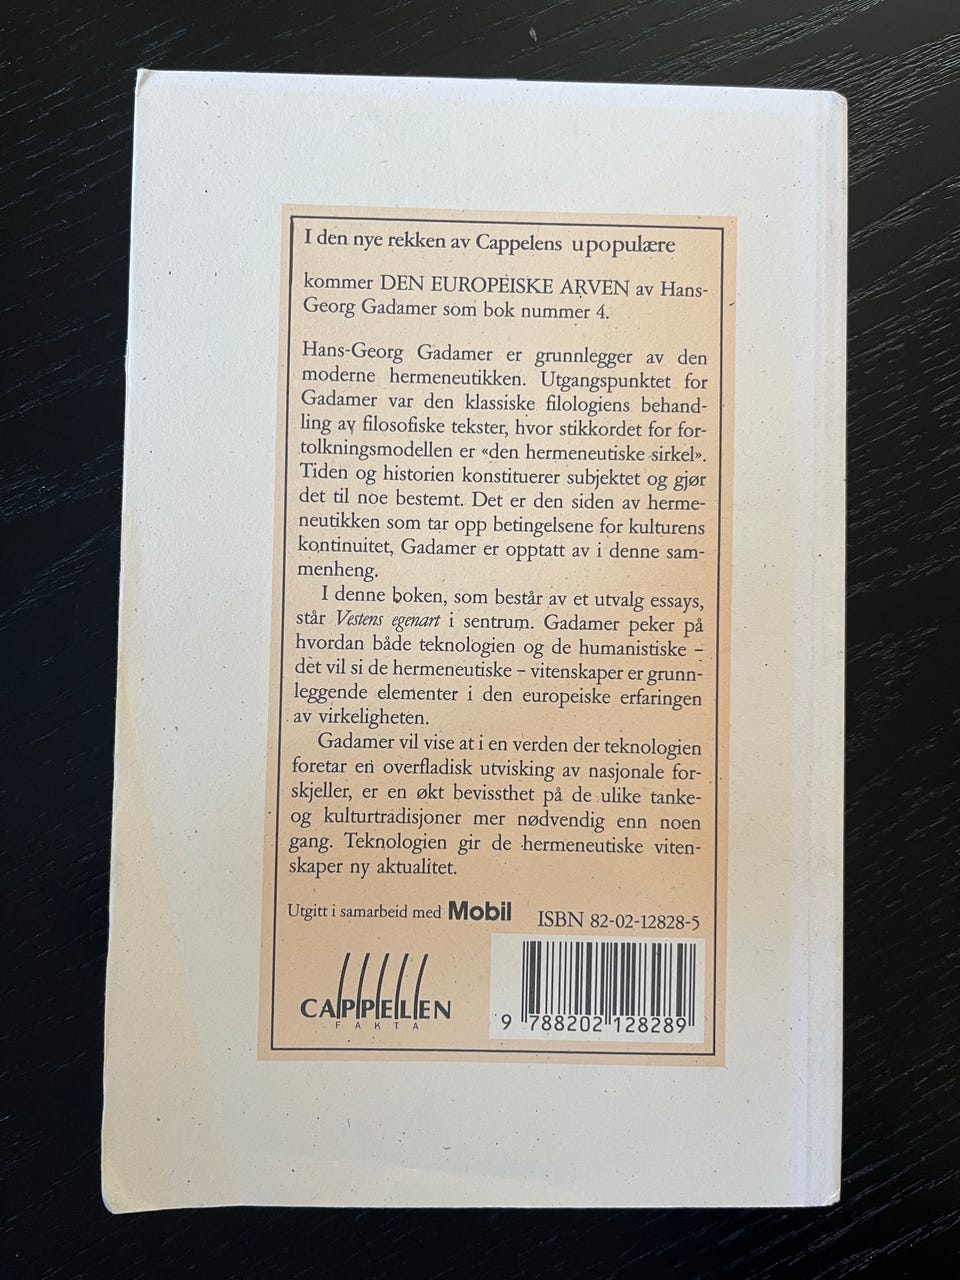 I den nye rekken av Cappelens upopulære
kommer DEN EUROPEISKE ARVEN av Hans-
Georg Gadamer som bok nummer 4.
Hans-Georg Gadamer er grunnlegger av den
moderne hermeneutikken. Utgangspunktet for
Gadamer var den klassiske filologiens behand-
ling av filosofiske tekster, hvor stikkordet for for-
tolkningsmodellen er «den hermeneutiske sirkel».
Tiden og historien konstituerer subjektet og gjør
det til noe bestemt. Det er den siden av herme-
neutikken som tar opp betingelsene for kulturens
kontinuitet, Gadamer er opptatt av i denne sam-
menheng.
I denne boken, som består av et utvalg essays,
står Vestens egenart i sentrum. Gadamer peker på
hvordan både teknologien og de humanistiske –
det vil si de hermeneutiske – vitenskaper er grunn-
leggende elementer i den europeiske erfaringen
av virkeligheten.
Gadamer vil vise at i en verden der teknologien
foretar en overfladisk utvisking av nasjonale for-
skjeller, er en økt bevissthet på de ulike tanke-
og kulturtradisjoner mer nødvendig enn noen
gang. Teknologien gir de hermeneutiske viten-
skaper ny aktualitet.
Utgitt i samarbeid med Mobil
ISBN 82-02-12828-5
CAPPELEN
FAKTA
9 788202 128289